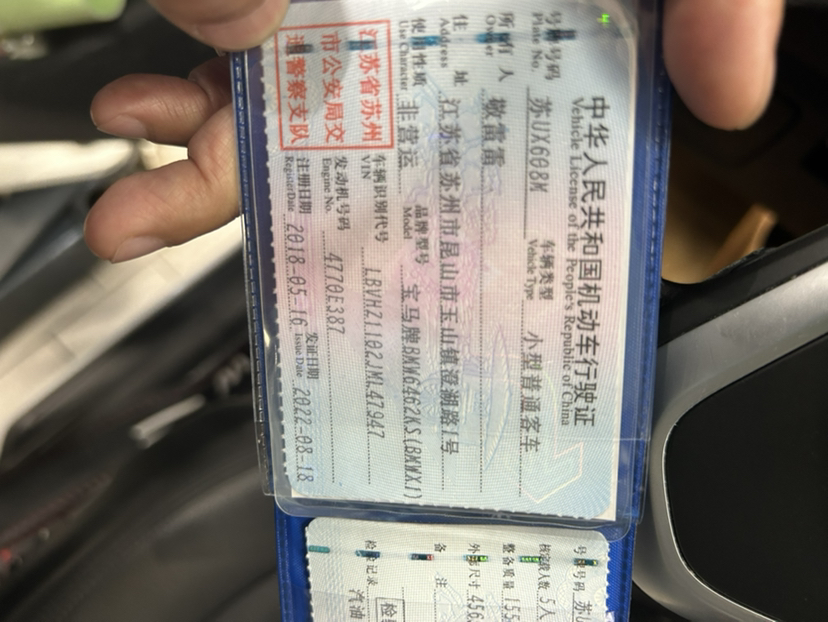 中华人民共和国机动车行驶证
Vehicle License of the People's Republic of China
号牌号码 苏UX608M 车辆类型 小型普通客车
Plate No. Vehicle Type
所有人 敬雷雷
Owner
住 址 江苏省苏州市昆山市玉山镇澄湖路1号
Address
使用性质 非营运 品牌型号 宝马牌BMW6462KS(BMWX1)
Use Character Model
江苏省苏州
市公安局交
通警察支队
车辆识别代号 LBVHZ1102JML47947
VIN
发动机号码 4770E387
Engine No.
注册日期 2018-05-16 发证日期 2022-08-18
Register Date Issue Date
号牌号码 苏U
核定载人数 5人
整备质量 155
外廓尺寸 456
备 注
检验记录 汽油